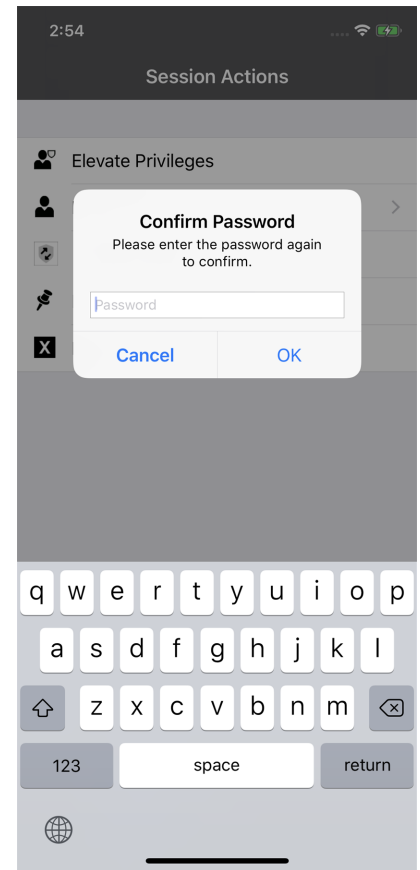 2:54
Session Actions
Elevate Privileges
Confirm Password
Please enter the password again
to confirm.
Password
Cancel OK
X
q w e r t y u i o p
a s d f g h j k l
z x c v b n m
123 space return